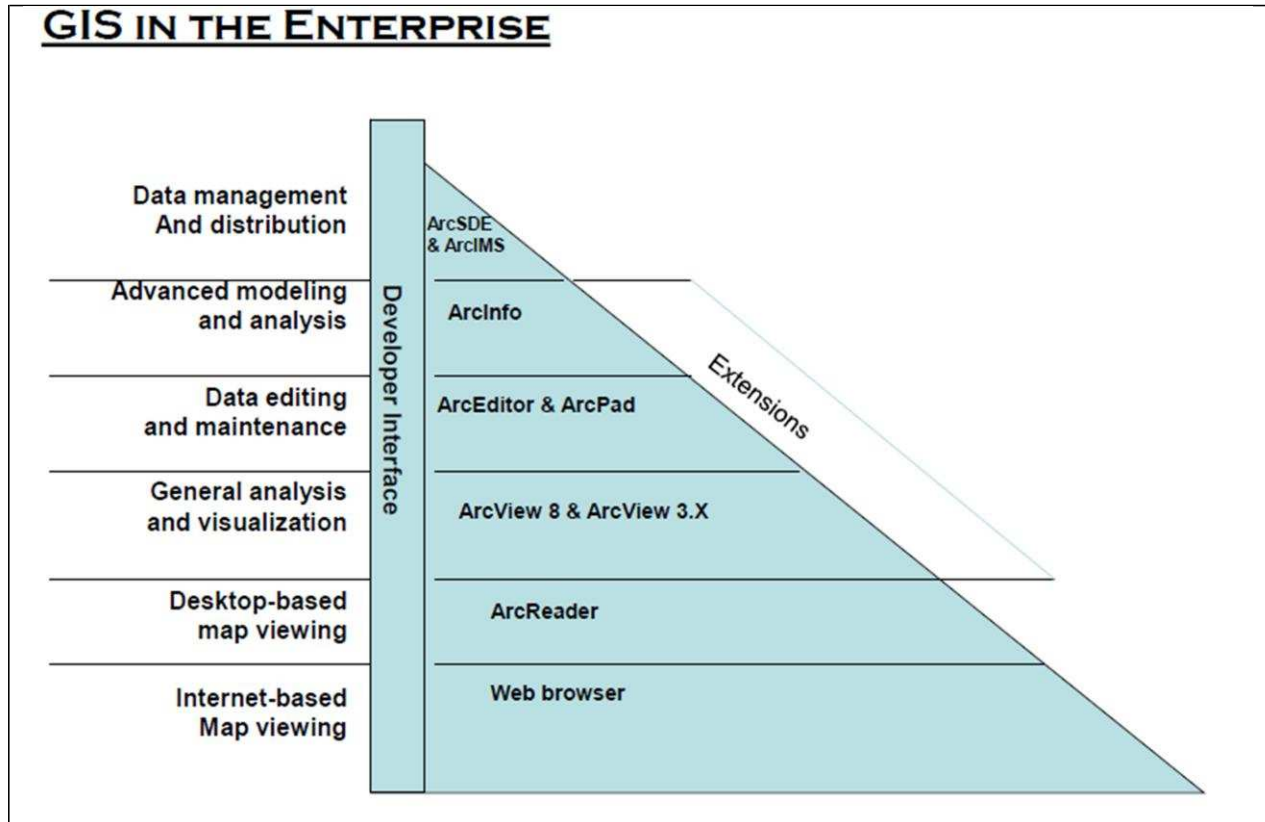 GIS IN THE ENTERPRISE
Data management
And distribution
ArcSDE
& ArcIMS
Advanced modeling
and analysis
ArcInfo
Data editing
and maintenance
ArcEditor & ArcPad
General analysis
and visualization
ArcView 8 & ArcView 3.X
Desktop-based
map viewing
ArcReader
Internet-based
Map viewing
Web browser
Developer Interface
Extensions